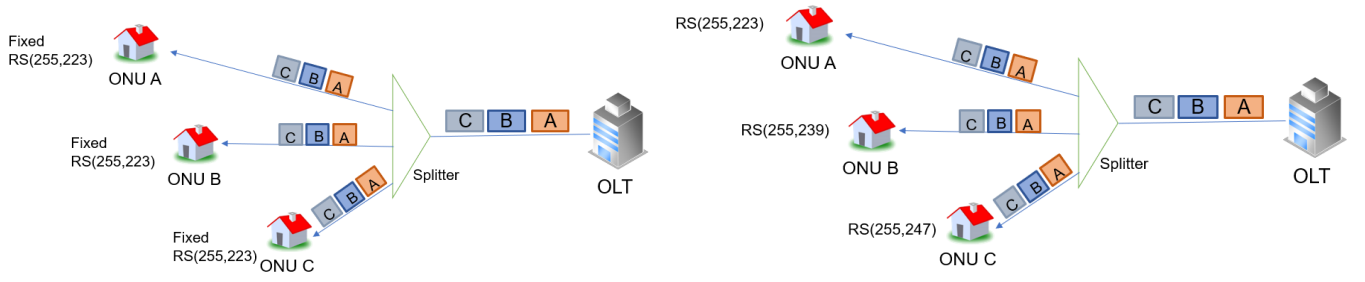 Fixed
RS(255,223)
ONU A
C B A
C B A
OLT
Fixed
RS(255,223)
ONU B
C B A
Splitter
C B A
Fixed
RS(255,223)
ONU C
RS(255,223)
ONU A
C B A
C B A
OLT
RS(255,239)
ONU B
C B A
Splitter
C B A
RS(255,247)
ONU C